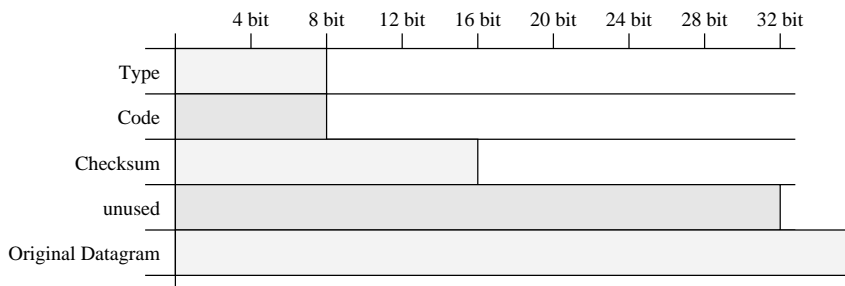 4 bit 8 bit 12 bit 16 bit 20 bit 24 bit 28 bit 32 bit
Type
Code
Checksum
unused
Original Datagram